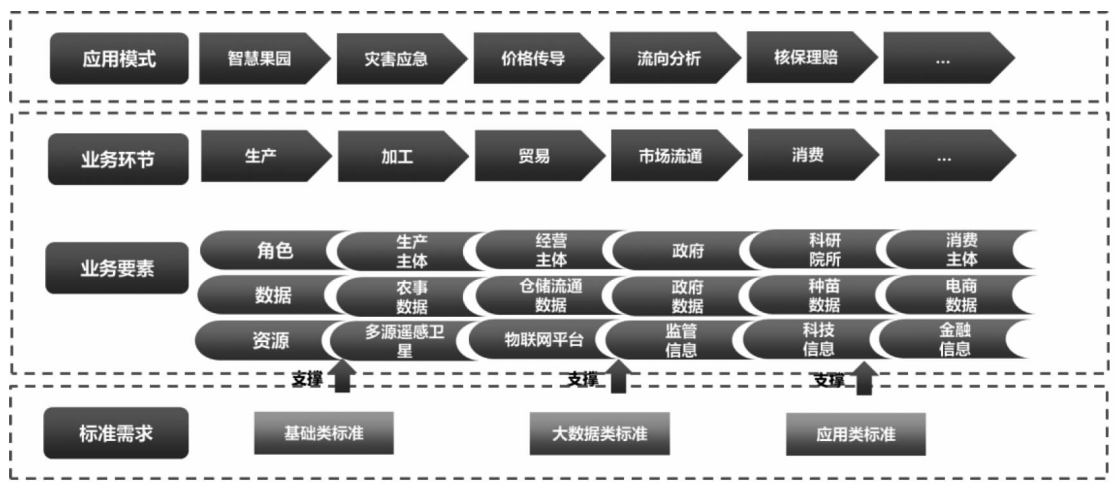 应用模式
智慧果园
灾害应急
价格传导
流向分析
核保理赔
...
业务环节
生产
加工
贸易
市场流通
消费
...
业务要素
角色
生产
主体
经营
主体
政府
科研
院所
消费
主体
数据
农事
数据
仓储流通
数据
政府
数据
种苗
数据
电商
数据
资源
多源遥感卫
星
物联网平台
监管
信息
科技
信息
金融
信息
支撑
支撑
支撑
标准需求
基础类标准
大数据类标准
应用类标准